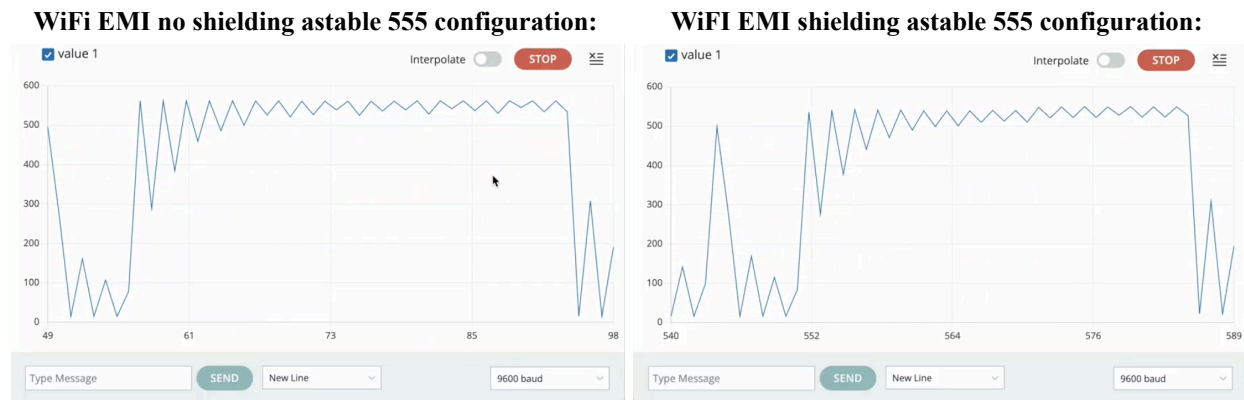 WiFi EMI no shielding astable 555 configuration:
value 1
Interpolate
STOP
600
500
400
300
200
100
0
49
61
73
85
98
Type Message
SEND
New Line
9600 baud
WiFI EMI shielding astable 555 configuration:
value 1
Interpolate
STOP
600
500
400
300
200
100
0
540
552
564
576
589
Type Message
SEND
New Line
9600 baud